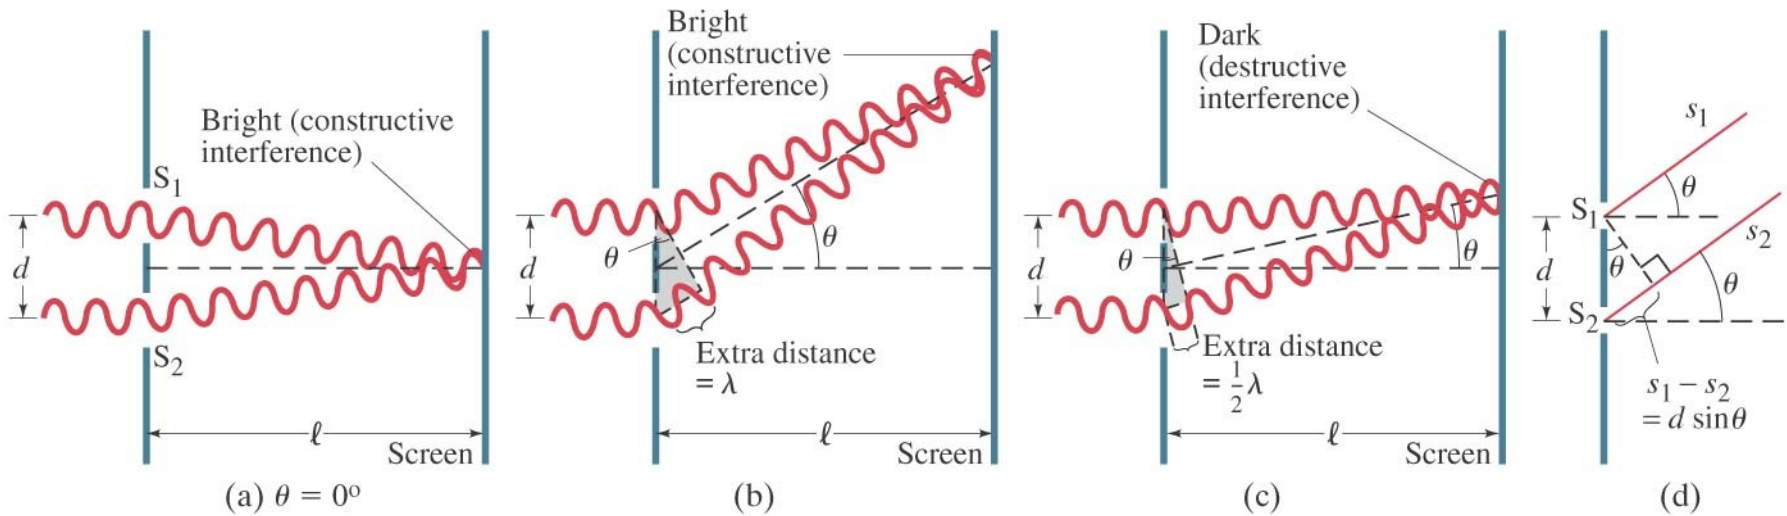 S₁
Bright (constructive
interference)
d
S₂
ℓ
Screen
(a) θ = 0°
Bright
(constructive
interference)
θ
θ
d
Extra distance
= λ
ℓ
Screen
(b)
Dark
(destructive
interference)
θ
θ
d
Extra distance
= 1/2 λ
ℓ
Screen
(c)
s₁
θ
S₁
s₂
d
θ
θ
S₂
s₁ − s₂
= d sin θ
(d)